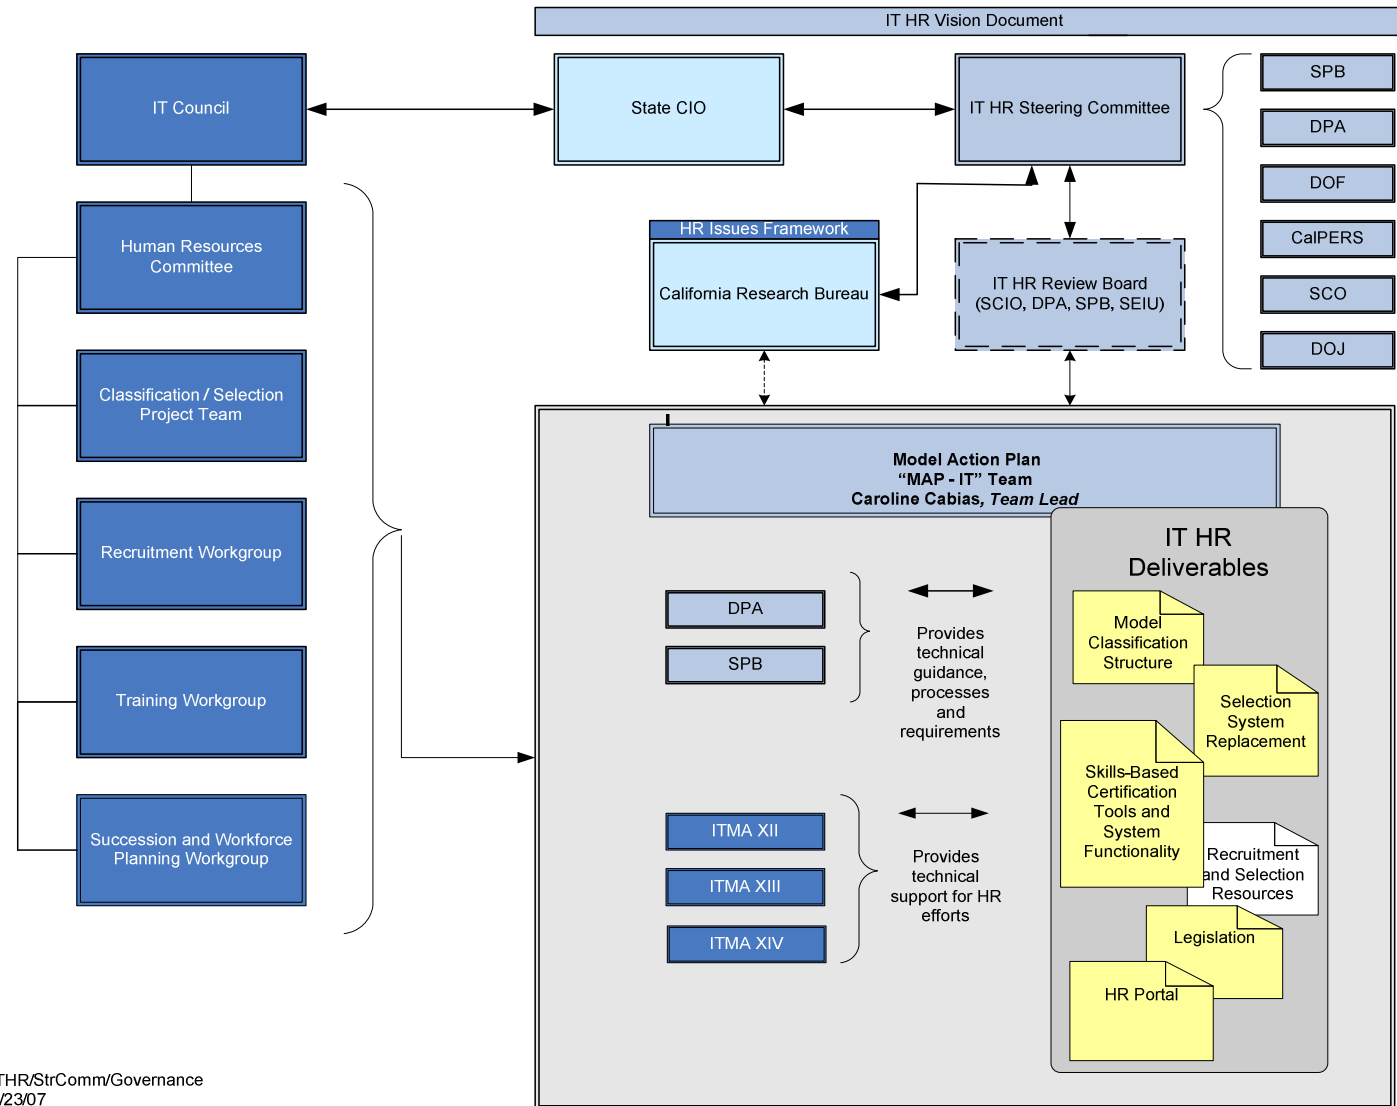 IT HR Vision Document
IT Council
State CIO
IT HR Steering Committee
SPB
DPA
DOF
CalPERS
SCO
DOJ
Human Resources
Committee
HR Issues Framework
California Research Bureau
IT HR Review Board
(SCIO, DPA, SPB, SEIU)
Classification / Selection
Project Team
Recruitment Workgroup
Training Workgroup
Succession and Workforce
Planning Workgroup
Model Action Plan
“MAP - IT” Team
Caroline Cabias, Team Lead
DPA
SPB
Provides
technical
guidance,
processes
and
requirements
ITMA XII
ITMA XIII
ITMA XIV
Provides
technical
support for HR
efforts
IT HR
Deliverables
Model
Classification
Structure
Selection
System
Replacement
Skills-Based
Certification
Tools and
System
Functionality
Recruitment
and Selection
Resources
Legislation
HR Portal
THR/StrComm/Governance
/23/07